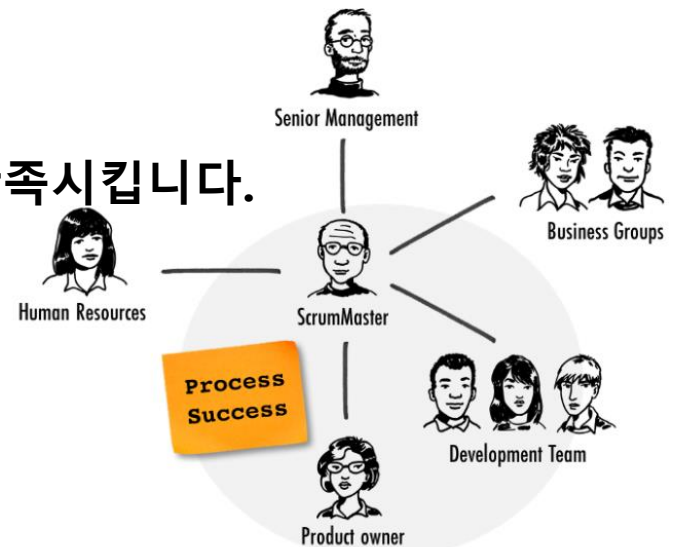 Senior Management
족시킵니다.
Business Groups
Human Resources
ScrumMaster
Process
Success
Development Team
Product owner